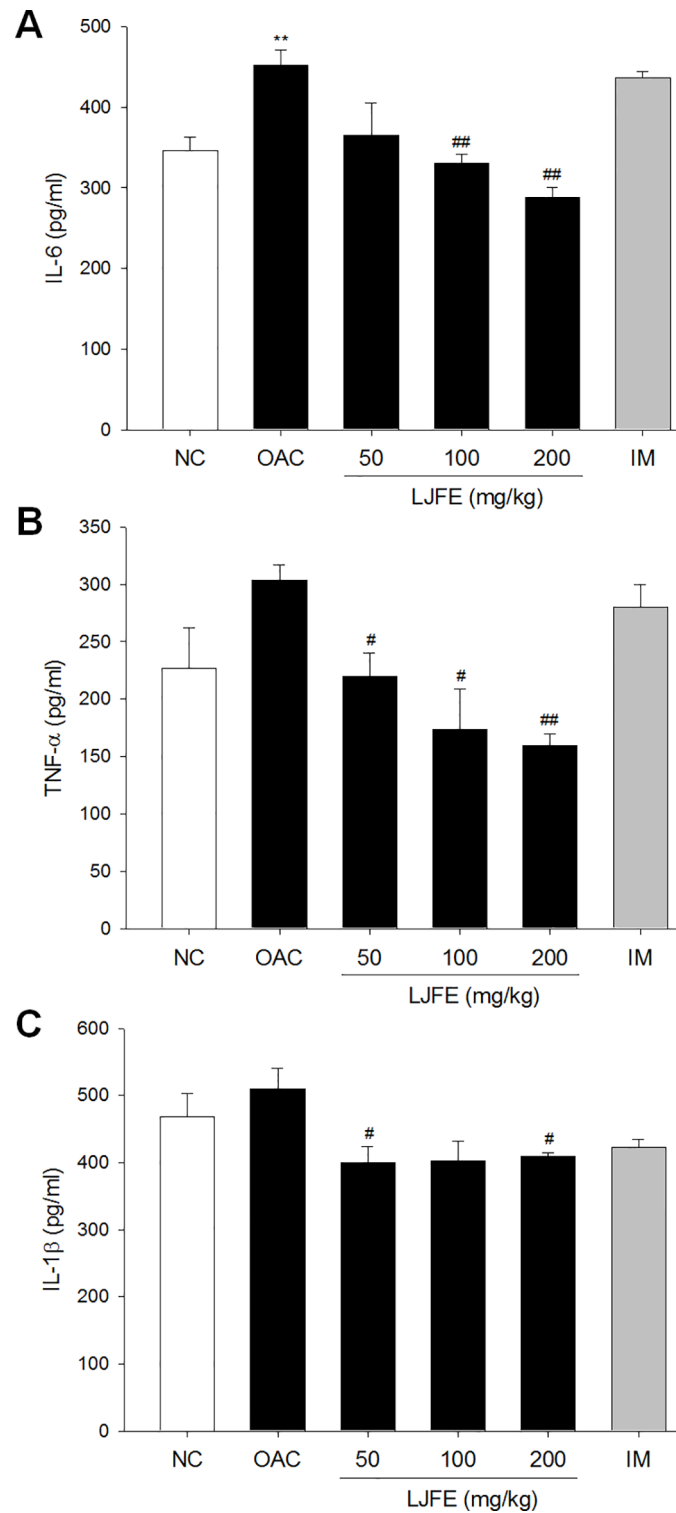 A
500
400
300
200
100
0
IL-6 (pg/ml)
**
##
##
NC OAC 50 100 200 IM
LJFE (mg/kg)
B
350
300
250
200
150
100
50
0
TNF-α (pg/ml)
#
#
##
NC OAC 50 100 200 IM
LJFE (mg/kg)
C
600
500
400
300
200
100
0
IL-1β (pg/ml)
#
#
NC OAC 50 100 200 IM
LJFE (mg/kg)